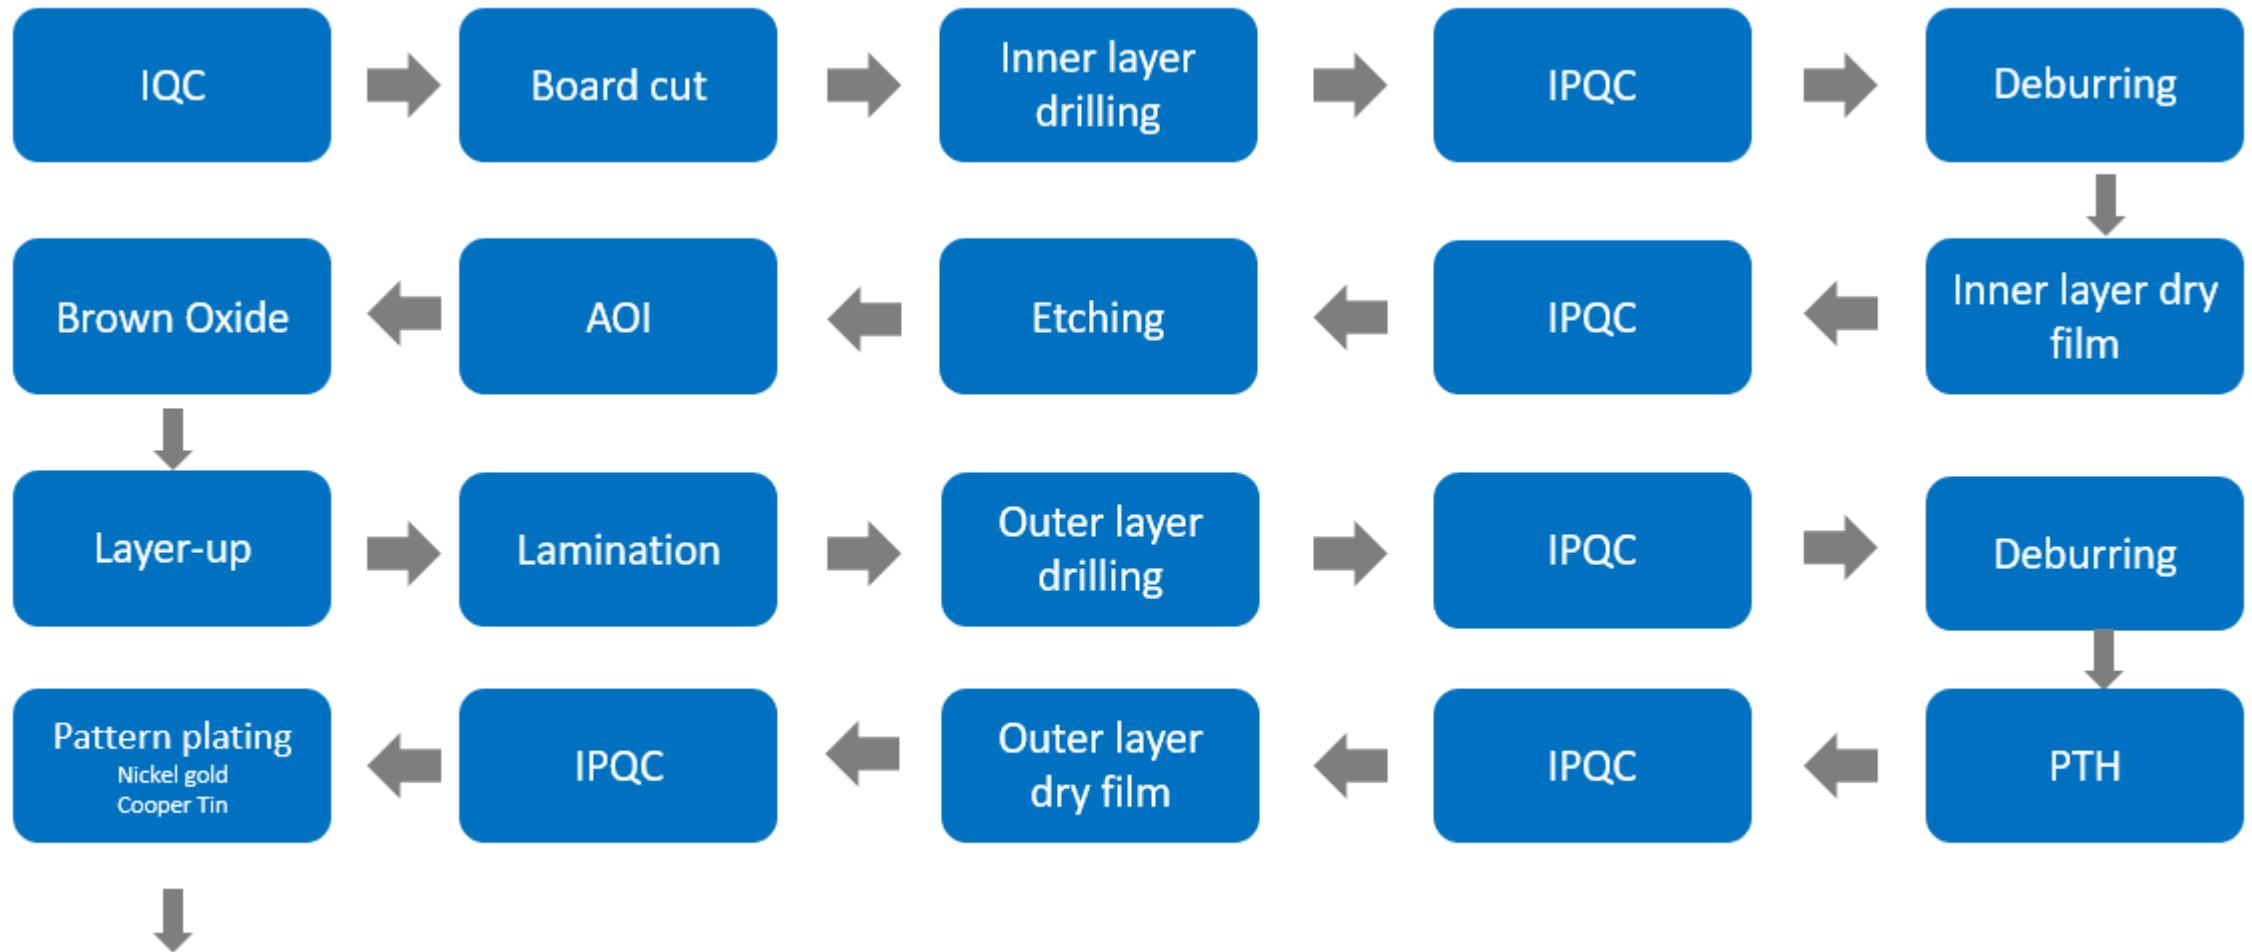 IQC
Board cut
Inner layer
drilling
IPQC
Deburring
Inner layer dry
film
IPQC
Etching
AOI
Brown Oxide
Layer-up
Lamination
Outer layer
drilling
IPQC
Deburring
PTH
IPQC
Outer layer
dry film
IPQC
Pattern plating
Nickel gold
Cooper Tin